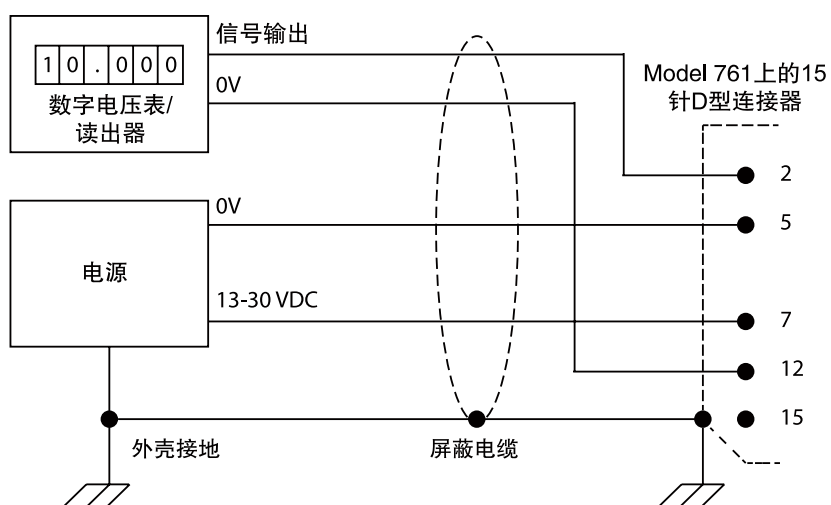 信号输出
10.000
0V
数字电压表/
读出器
Model 761上的15
针D型连接器
2
0V
5
电源
13-30 VDC
7
12
15
外壳接地
屏蔽电缆